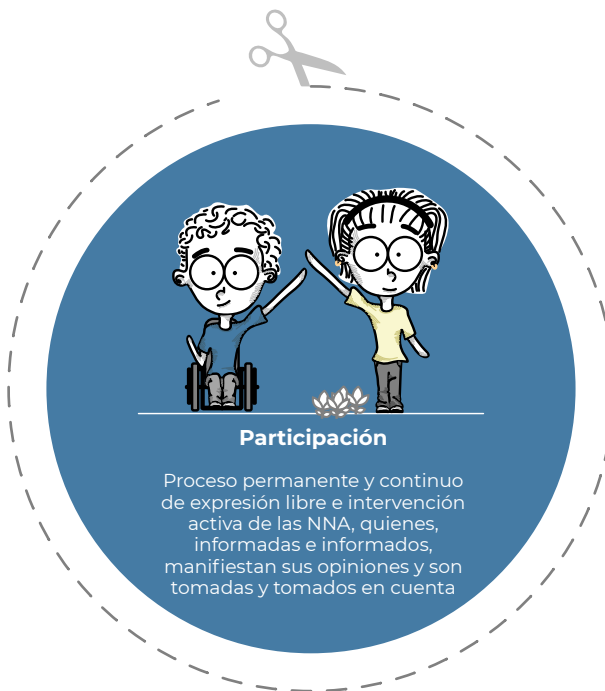 Participación
Proceso permanente y continuo
de expresión libre e intervención
activa de las NNA, quienes,
informadas e informados,
manifiestan sus opiniones y son
tomadas y tomados en cuenta